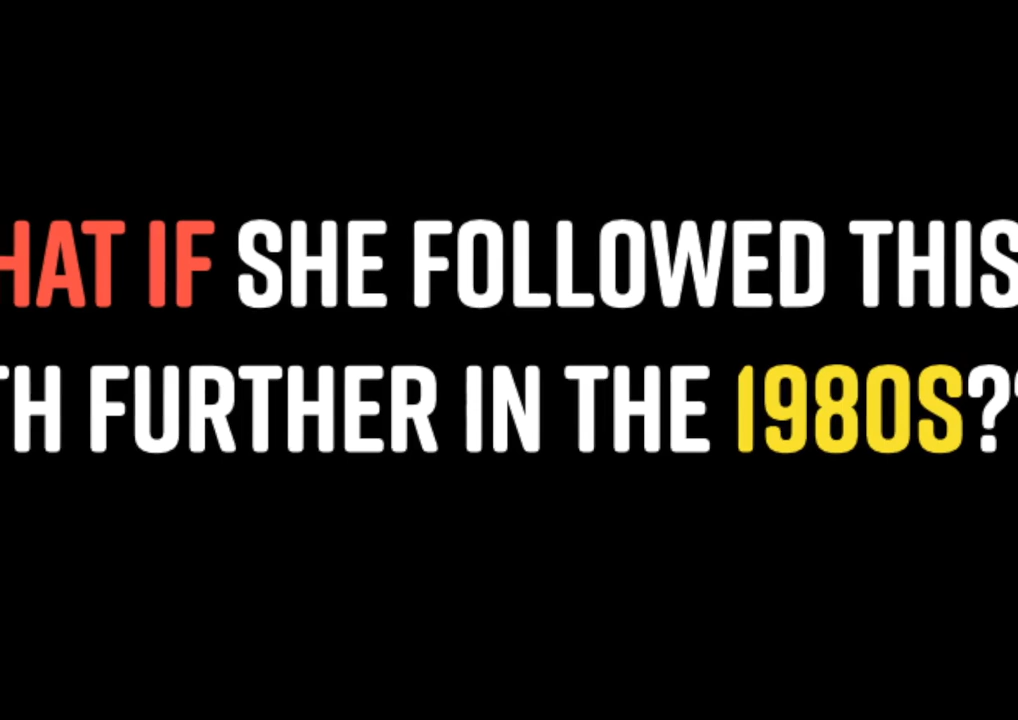 HAT IF SHE FOLLOWED THIS
TH FURTHER IN THE 1980S??